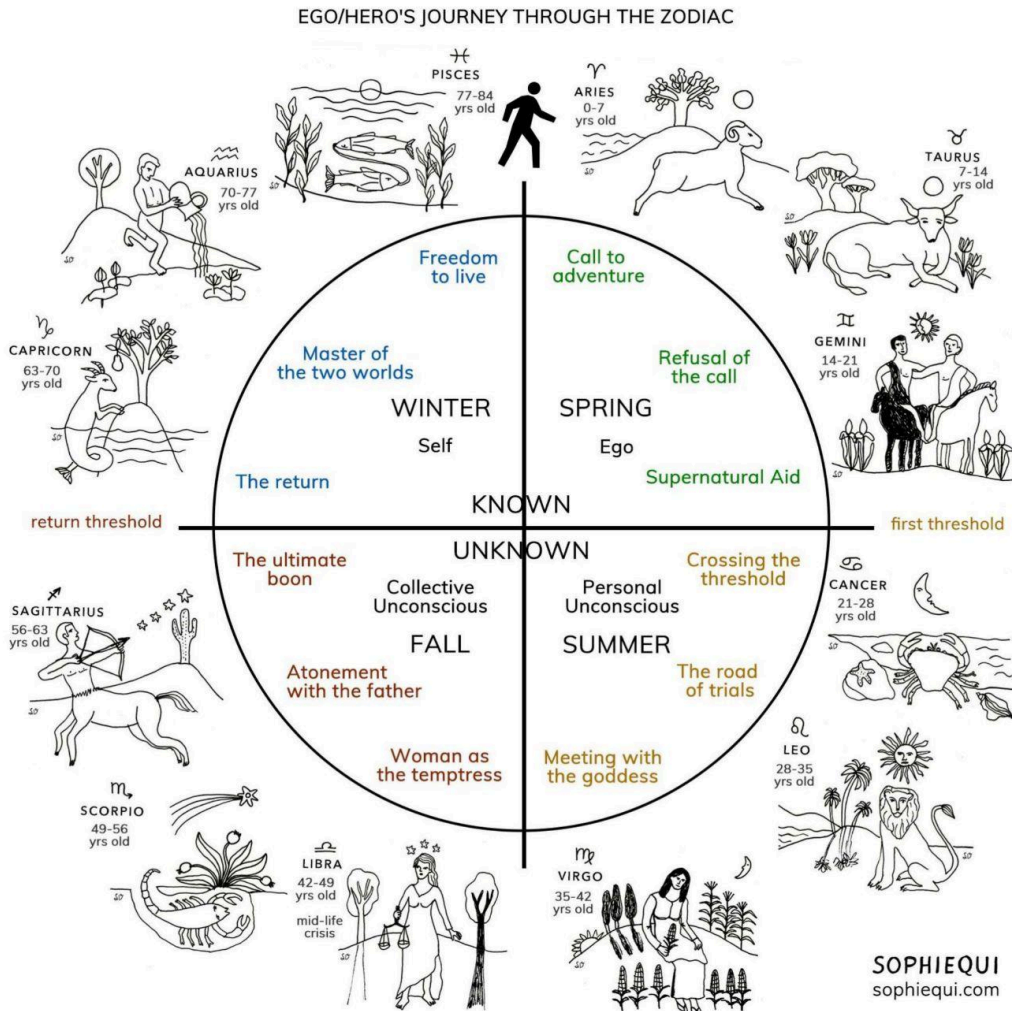 EGO/HERO'S JOURNEY THROUGH THE ZODIAC
PISCES
77-84
yrs old
ARIES
0-7
yrs old
TAURUS
7-14
yrs old
GEMINI
14-21
yrs old
CANCER
21-28
yrs old
LEO
28-35
yrs old
VIRGO
35-42
yrs old
LIBRA
42-49
yrs old
mid-life
crisis
SCORPIO
49-56
yrs old
SAGITTARIUS
56-63
yrs old
CAPRICORN
63-70
yrs old
AQUARIUS
70-77
yrs old
Freedom
to live
Call to
adventure
Master of
the two worlds
Refusal of
the call
WINTER
SPRING
Self
Ego
The return
Supernatural Aid
KNOWN
return threshold
first threshold
UNKNOWN
The ultimate
boon
Crossing the
threshold
Collective
Unconscious
Personal
Unconscious
FALL
SUMMER
Atonement
with the father
The road
of trials
Woman as
the temptress
Meeting with
the goddess
SOPHIEQUI
sophiequi.com